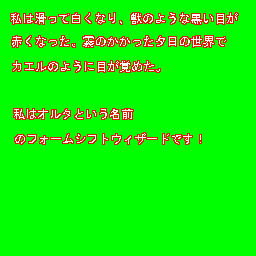 私は滑って白くなり、獣のような黒い目が
赤くなった、霧のかかった夕日の世界で
カエルのように目が覚めた。
私はオルタという名前
のフォームシフトウィザードです！